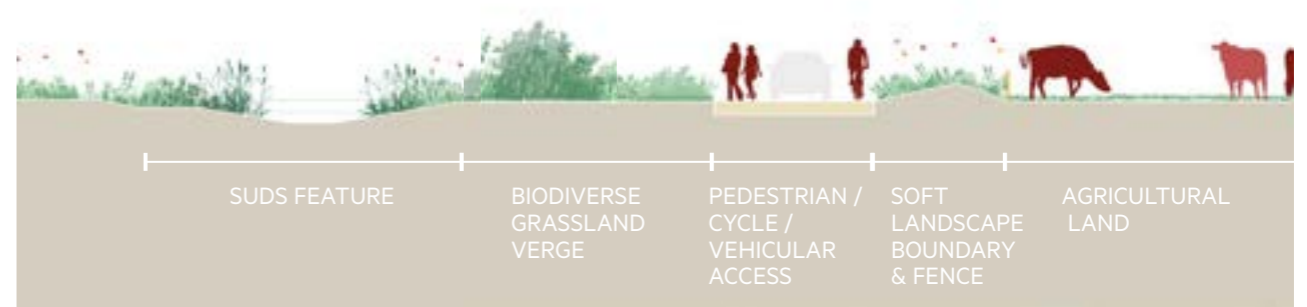 SUDS FEATURE
BIODIVERSE
GRASSLAND
VERGE
PEDESTRIAN /
CYCLE /
VEHICULAR
ACCESS
SOFT
LANDSCAPE
BOUNDARY
& FENCE
AGRICULTURAL
LAND